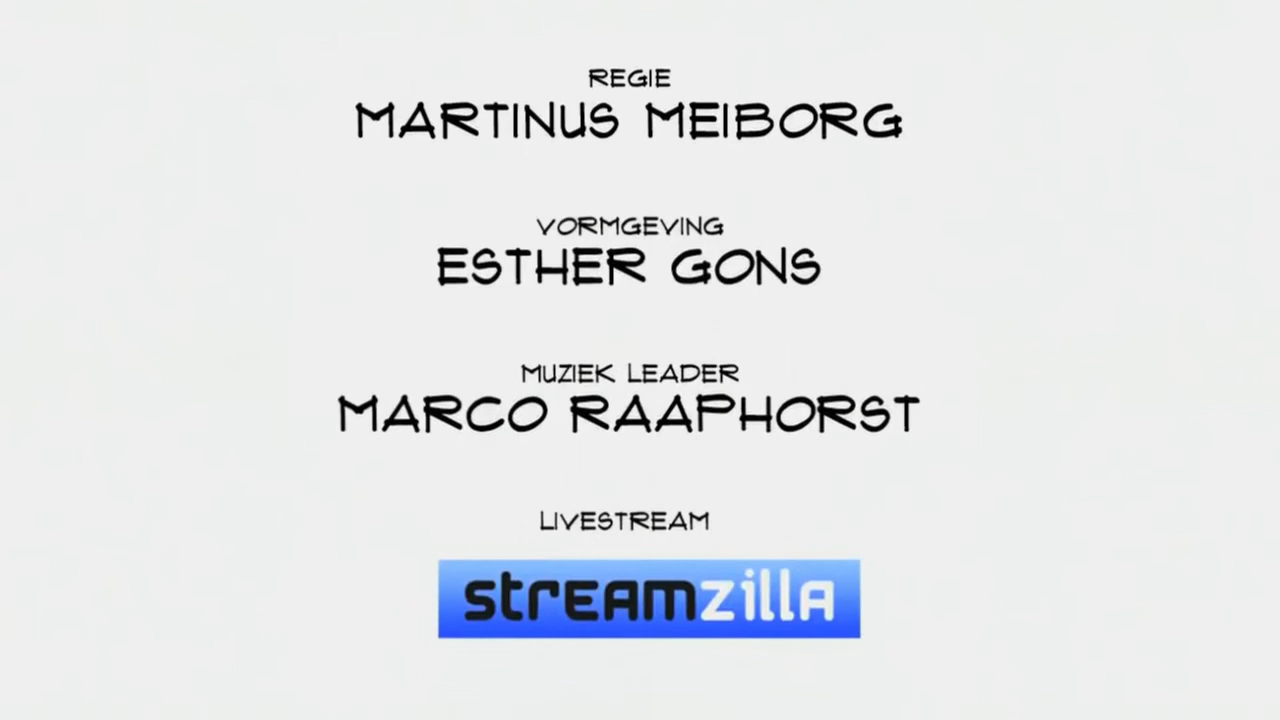 REGIE
MARTINUS MEIBORG
VORMGEVING
ESTHER GONS
MUZIEK LEADER
MARCO RAAPHORST
LIVESTREAM
streamzilla